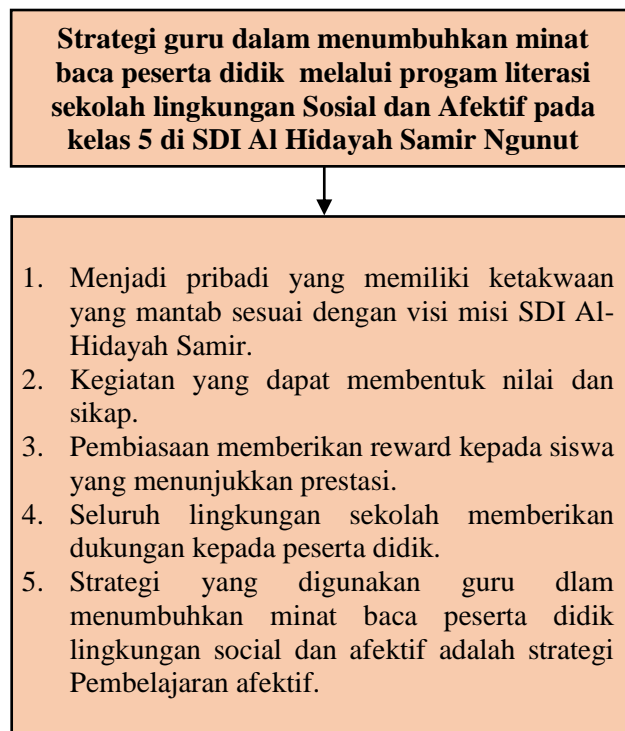 Strategi guru dalam menumbuhkan minat
baca peserta didik melalui progam literasi
sekolah lingkungan Sosial dan Afektif pada
kelas 5 di SDI Al Hidayah Samir Ngunut
1. Menjadi pribadi yang memiliki ketakwaan
yang mantab sesuai dengan visi misi SDI Al-
Hidayah Samir.
2. Kegiatan yang dapat membentuk nilai dan
sikap.
3. Pembiasaan memberikan reward kepada siswa
yang menunjukkan prestasi.
4. Seluruh lingkungan sekolah memberikan
dukungan kepada peserta didik.
5. Strategi yang digunakan guru dlam
menumbuhkan minat baca peserta didik
lingkungan social dan afektif adalah strategi
Pembelajaran afektif.